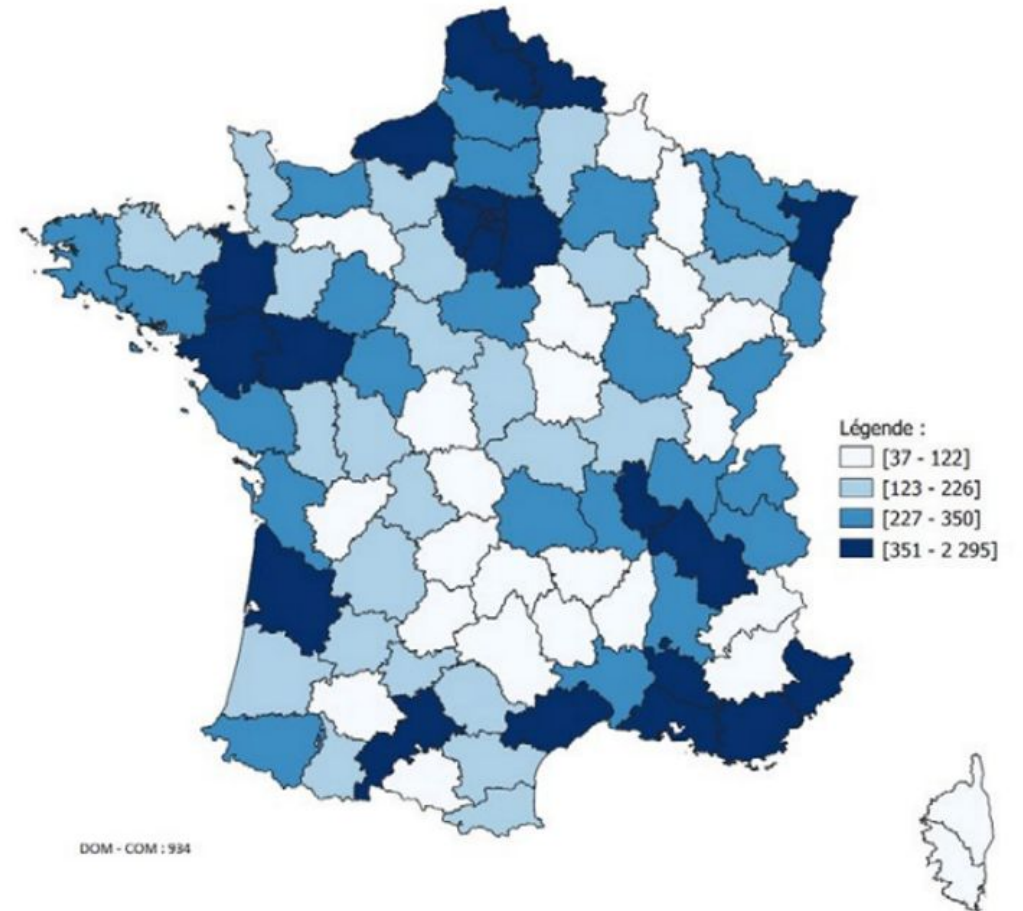 Légende :
[37 - 122]
[123 - 226]
[227 - 350]
[351 - 2 295]
DOM - COM : 934